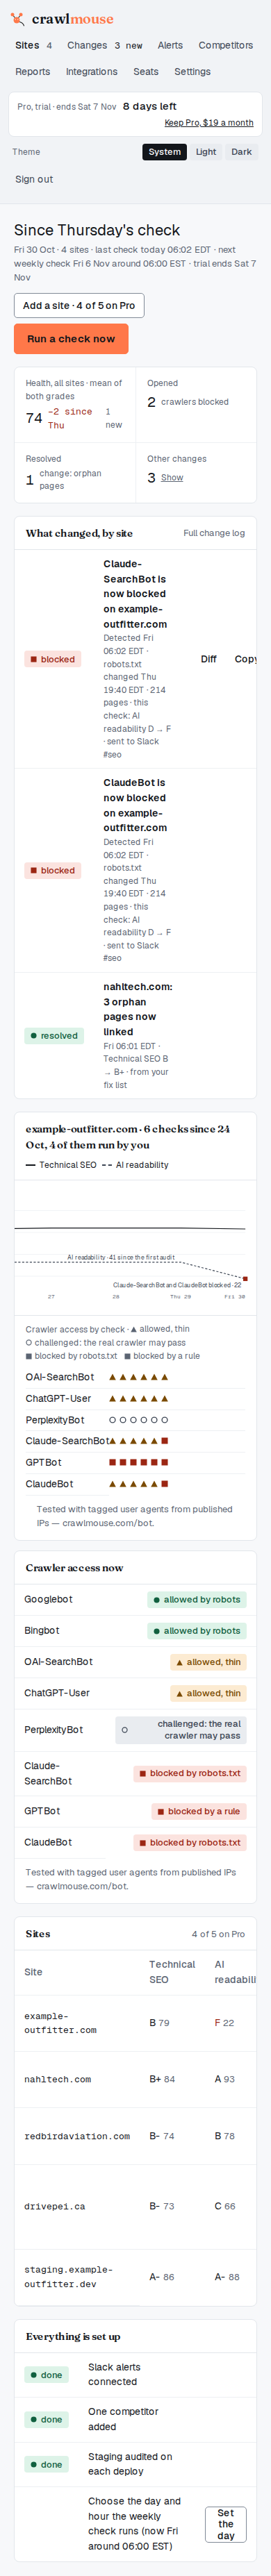 crawlmouse
Sites 4 Changes 3 new Alerts Competitors
Reports Integrations Seats Settings
Pro, trial · ends Sat 7 Nov 8 days left
Keep Pro, $19 a month
Theme System Light Dark
Sign out
Since Thursday's check
Fri 30 Oct · 4 sites · last check today 06:02 EDT · next
weekly check Fri 6 Nov around 06:00 EST · trial ends Sat 7
Nov
Add a site · 4 of 5 on Pro
Run a check now
Health, all sites · mean of
both grades
74 −2 since
Thu
1
new
Opened
2 crawlers blocked
Resolved
1 change: orphan
pages
Other changes
3 Show
What changed, by site Full change log
blocked
Claude-
SearchBot is
now blocked
on example-
outfitter.com
Detected Fri
06:02 EDT ·
robots.txt
changed Thu
19:40 EDT · 214
pages · this
check: AI
readability D → F
· sent to Slack
#seo
Diff Copy
blocked
ClaudeBot is
now blocked
on example-
outfitter.com
Detected Fri
06:02 EDT ·
robots.txt
changed Thu
19:40 EDT · 214
pages · this
check: AI
readability D → F
· sent to Slack
#seo
resolved
nahltech.com:
3 orphan
pages now
linked
Fri 06:01 EDT ·
Technical SEO B
→ B+ · from your
fix list
example-outfitter.com · 6 checks since 24
Oct, 4 of them run by you
Technical SEO AI readability
AI readability · 41 since the first audit
Claude-SearchBot and ClaudeBot blocked · 22
27 28 Thu 29 Fri 30
Crawler access by check · ▲ allowed, thin
○ challenged: the real crawler may pass
■ blocked by robots.txt ■ blocked by a rule
OAI-SearchBot
ChatGPT-User
PerplexityBot
Claude-SearchBot
GPTBot
ClaudeBot
Tested with tagged user agents from published
IPs — crawlmouse.com/bot.
Crawler access now
Googlebot allowed by robots
Bingbot allowed by robots
OAI-SearchBot allowed, thin
ChatGPT-User allowed, thin
PerplexityBot challenged: the real
crawler may pass
Claude-
SearchBot blocked by robots.txt
GPTBot blocked by a rule
ClaudeBot blocked by robots.txt
Tested with tagged user agents from published IPs
— crawlmouse.com/bot.
Sites 4 of 5 on Pro
Site Technical
SEO
AI
readabili
example-
outfitter.com B 79 F 22
nahltech.com B+ 84 A 93
redbirdaviation.com B- 74 B 78
drivepei.ca B- 73 C 66
staging.example-
outfitter.dev A- 86 A- 88
Everything is set up
done Slack alerts
connected
done One competitor
added
done Staging audited on
each deploy
Choose the day and
hour the weekly
check runs (now Fri
around 06:00 EST)
Set
the
day